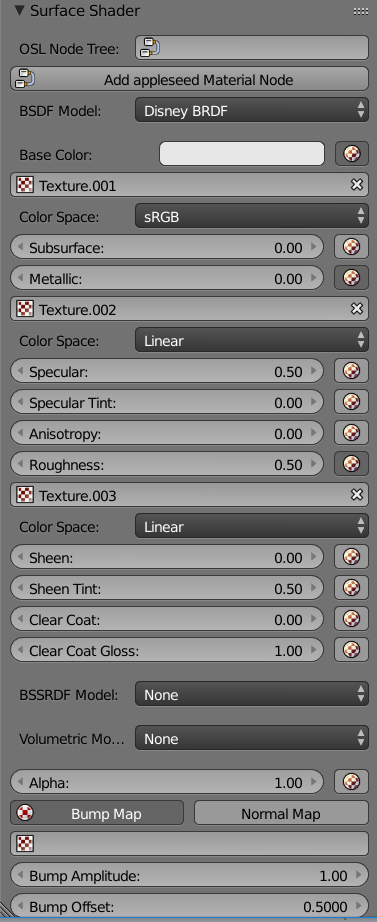 Surface Shader
OSL Node Tree:
Add appleseed Material Node
BSDF Model: Disney BRDF
Base Color:
Texture.001
Color Space: sRGB
Subsurface: 0.00
Metallic: 0.00
Texture.002
Color Space: Linear
Specular: 0.50
Specular Tint: 0.00
Anisotropy: 0.00
Roughness: 0.50
Texture.003
Color Space: Linear
Sheen: 0.00
Sheen Tint: 0.50
Clear Coat: 0.00
Clear Coat Gloss: 1.00
BSSRDF Model: None
Volumetric Mo... None
Alpha: 1.00
Bump Map Normal Map
Bump Amplitude: 1.00
Bump Offset: 0.5000